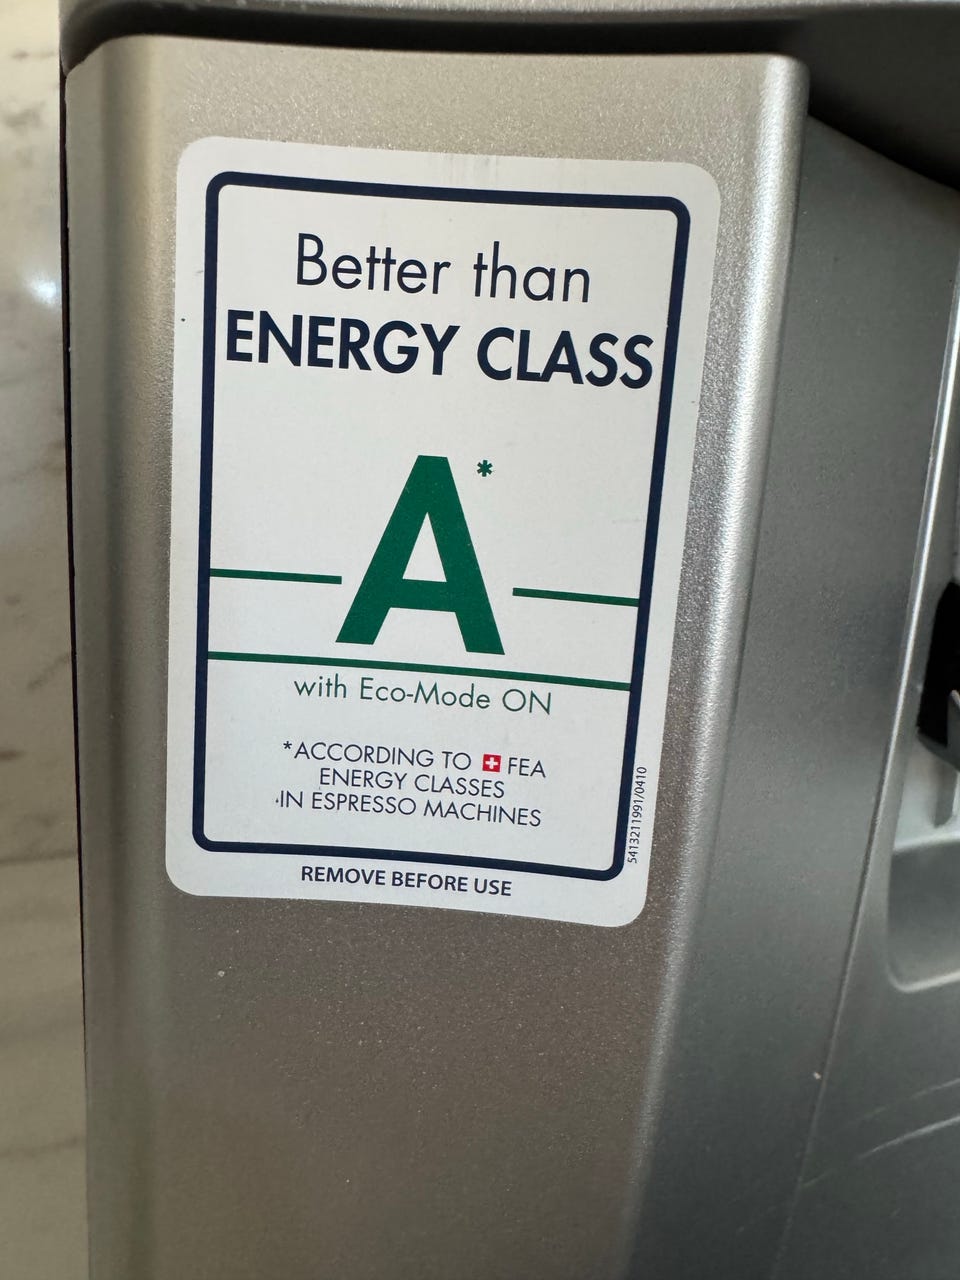 Better than
ENERGY CLASS
A*
with Eco-Mode ON
*ACCORDING TO FEA
ENERGY CLASSES
IN ESPRESSO MACHINES
5413211991/0410
REMOVE BEFORE USE